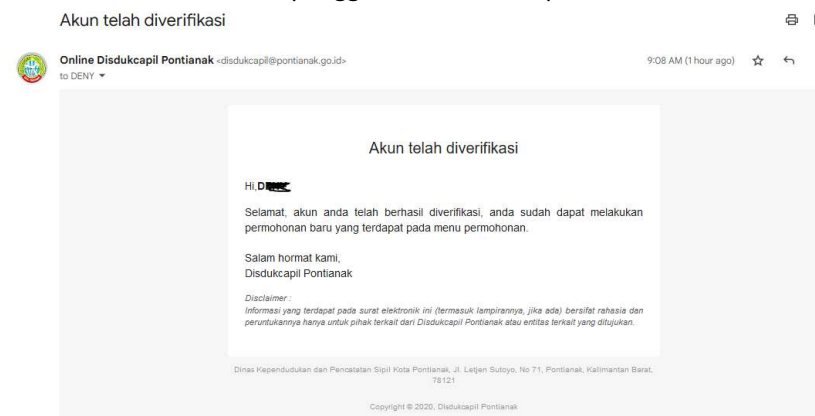 Akun telah diverifikasi
Online Disdukcapil Pontianak <disdukcapil@pontianak.go.id>
9:08 AM (1 hour ago)
to DENY
Akun telah diverifikasi
Hi,
Selamat, akun anda telah berhasil diverifikasi, anda sudah dapat melakukan
permohonan baru yang terdapat pada menu permohonan.
Salam hormat kami,
Disdukcapil Pontianak
Disclaimer :
Informasi yang terdapat pada surat elektronik ini (termasuk lampirannya, jika ada) bersifat rahasia dan
peruntukannya hanya untuk pihak terkait dari Disdukcapil Pontianak atau entitas terkait yang ditujukan.
Dinas Kependudukan dan Pencatatan Sipil Kota Pontianak, Jl. Letjen Sutoyo, No 71, Pontianak, Kalimantan Barat,
78121
Copyright © 2020, Disdukcapil Pontianak